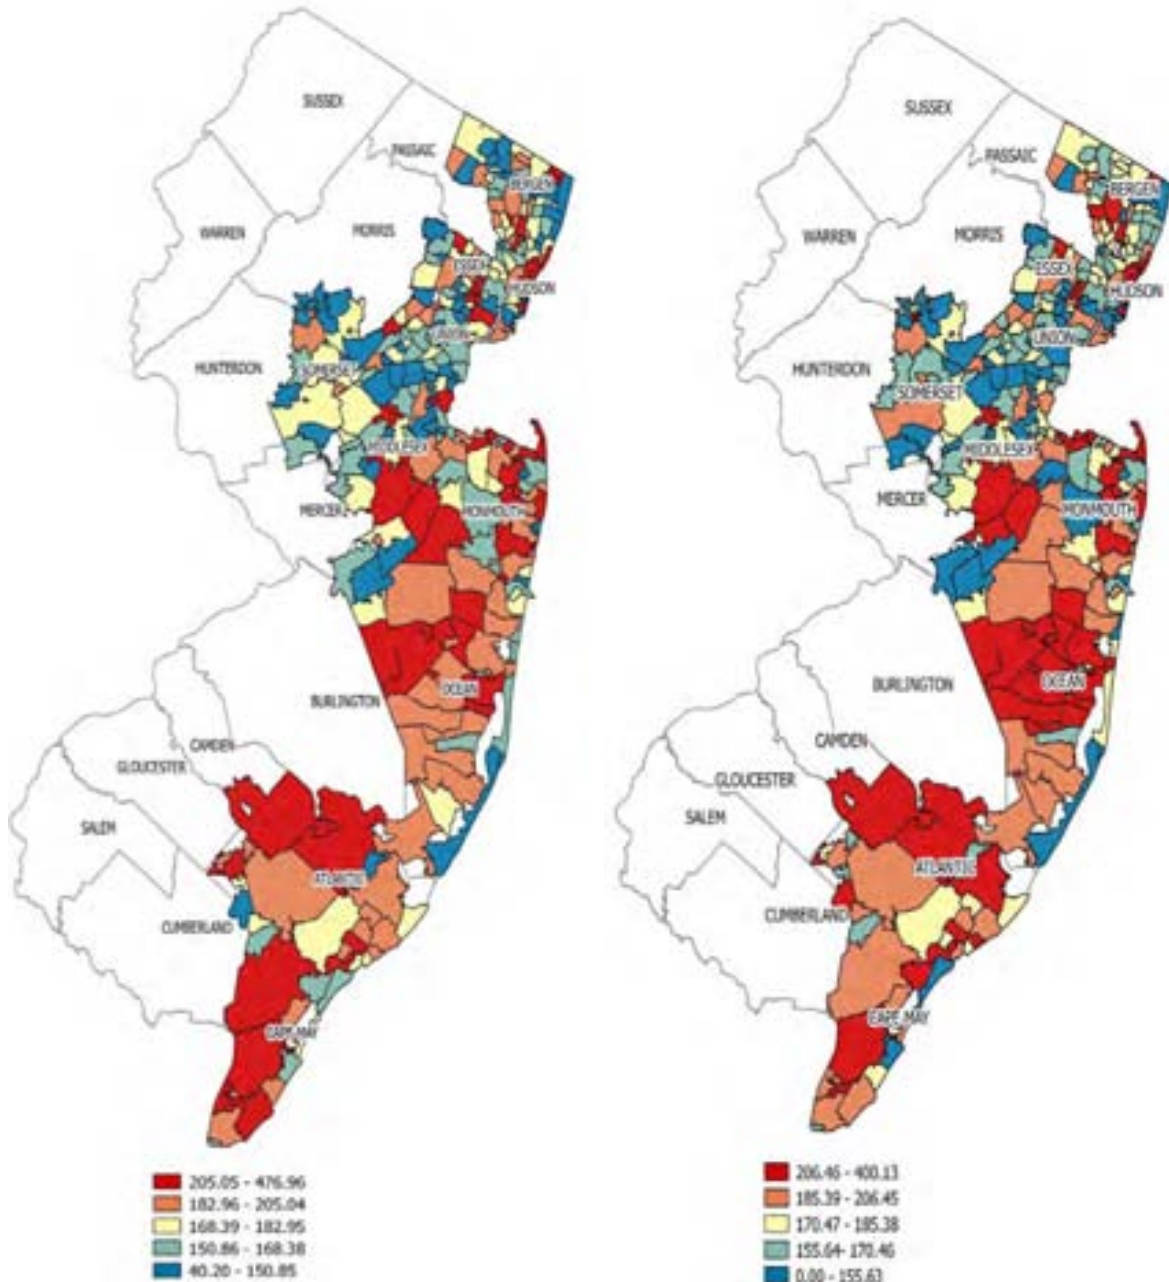 SUSSEX
PASSAIC
BERGEN
WARREN
MORRIS
ESSEX
HUDSON
UNION
HUNTERDON
SOMERSET
MIDDLESEX
MERCER
MONMOUTH
OCEAN
BURLINGTON
CAMDEN
GLOUCESTER
SALEM
ATLANTIC
CUMBERLAND
CAPE MAY
205.05 - 476.96
182.96 - 205.04
168.39 - 182.95
150.86 - 168.38
40.20 - 150.85
SUSSEX
PASSAIC
BERGEN
WARREN
MORRIS
ESSEX
HUDSON
UNION
HUNTERDON
SOMERSET
MIDDLESEX
MERCER
MONMOUTH
OCEAN
BURLINGTON
CAMDEN
GLOUCESTER
SALEM
ATLANTIC
CUMBERLAND
CAPE MAY
206.46 - 400.13
185.39 - 206.45
170.47 - 185.38
155.64- 170.46
0.00 - 155.63